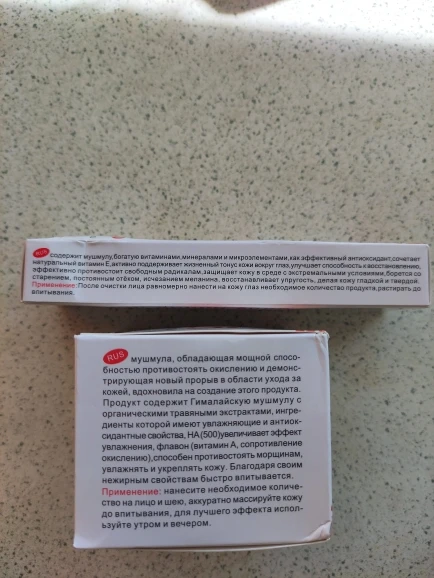 RUS содержит мушмулу,богатую витаминами,минералами и микроэлементами,как эффективный антиоксидант,сочетает
натуральный витамин Е,активно поддерживает жизненный тонус кожи вокруг глаз,улучшает способность к восстановлению,
эффективно противостоит свободным радикалам,защищает кожу в среде с экстремальными условиями,борется со
старением, постоянным отёком, исчезанием меланина, восстанавливает упругость, делая кожу гладкой и твердой.
Применение:После очистки лица равномерно нанести на кожу глаз необходимое количество продукта,растирать до
впитывания.
RUS мушмула, обладающая мощной спосо-
бностью противостоять окислению и демонс-
трирующая новый прорыв в области ухода за
кожей, вдохновила на создание этого продукта.
Продукт содержит Гималайскую мушмулу с
органическими травяными экстрактами, ингре-
диенты которой имеют увлажняющие и антиок-
сидантные свойства, НА(500)увеличивает эффект
увлажнения, флавон (витамин А, сопротивление
окислению),способен противостоять морщинам,
увлажнять и укреплять кожу. Благодаря своим
нежирным свойствам быстро впитывается.
Применение: нанесите необходимое количе-
ство на лицо и шею, аккуратно массируйте кожу
до впитывания, для лучшего эффекта испол-
ьзуйте утром и вечером.